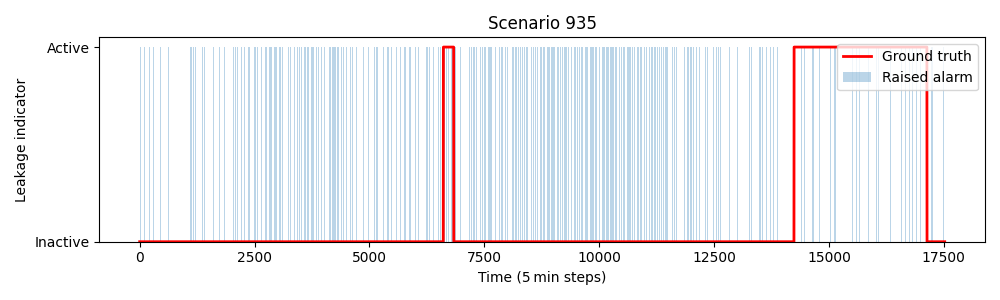 Scenario 935
Active
Inactive
Leakage indicator
Ground truth
Raised alarm
0
2500
5000
7500
10000
12500
15000
17500
Time (5 min steps)